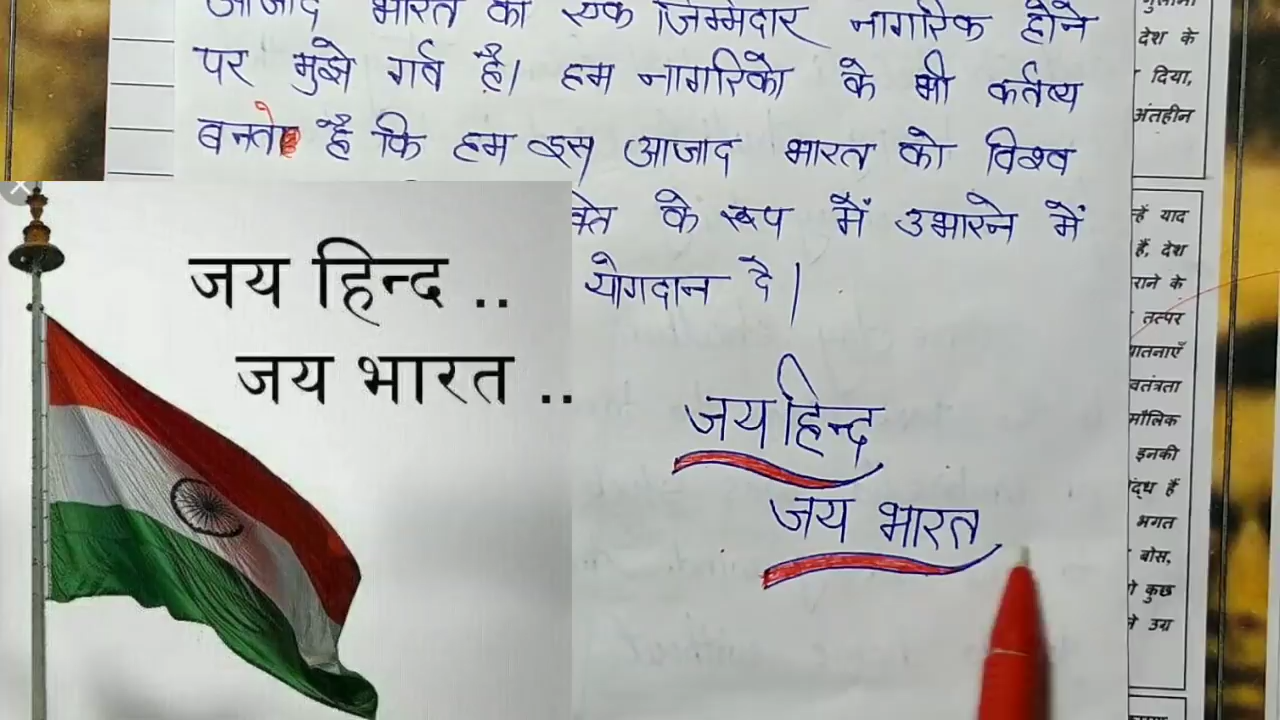 आजाद भारत का एक जिम्मेदार नागरिक होने
पर मुझे गर्व है। हम नागरिको के भी कर्तव्य
बनते है कि हम इस आजाद भारत को विश्व
के रूप में उभारने में
योगदान दे।
जय हिन्द
जय भारत
जय हिन्द ..
जय भारत ..
देश के
दिया,
अंतहीन
याद
हैं, देश
राने के
तत्पर
यातनाएँ
वतंत्रता
मौलिक
इनकी
द्ध हैं
भगत
बोस,
कुछ
उग्र